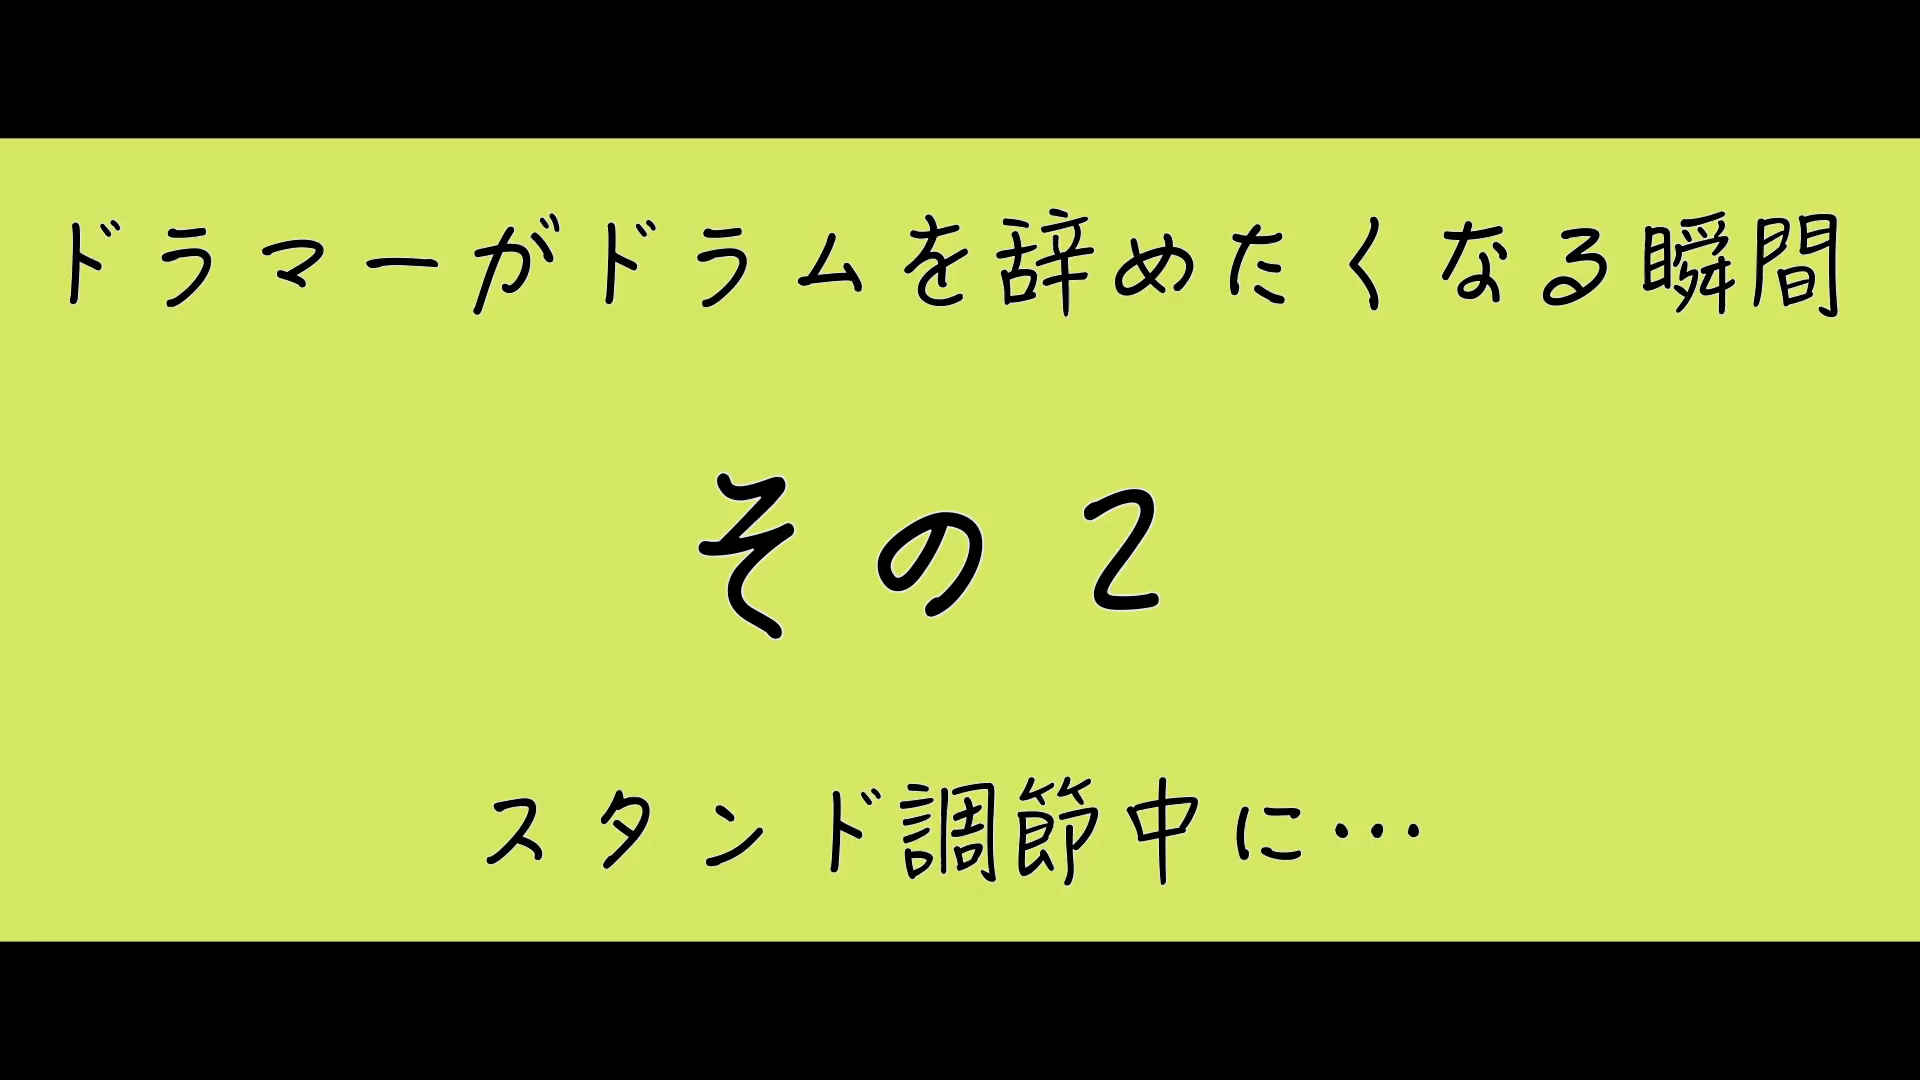 ドラマーがドラムを辞めたくなる瞬間
その2
スタンド調節中に…